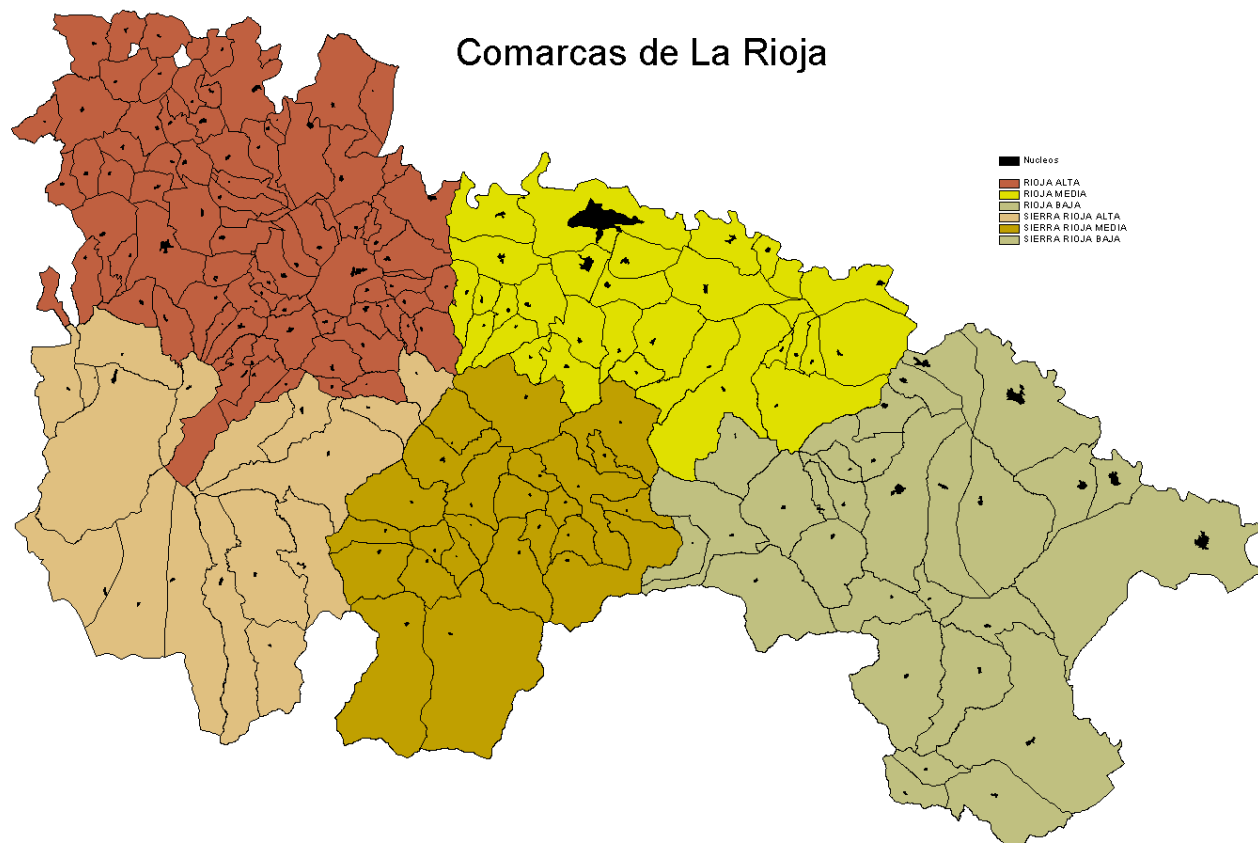 Comarcas de La Rioja
Nucleos
RIOJA ALTA
RIOJA MEDIA
RIOJA BAJA
SIERRA RIOJA ALTA
SIERRA RIOJA MEDIA
SIERRA RIOJA BAJA